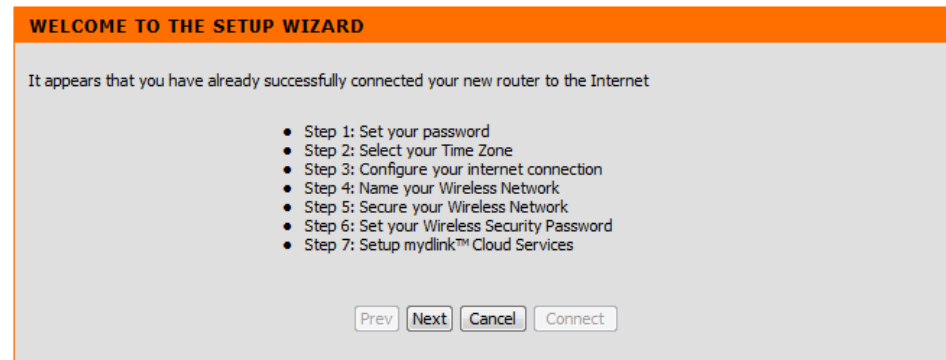 WELCOME TO THE SETUP WIZARD
It appears that you have already successfully connected your new router to the Internet
● Step 1: Set your password
● Step 2: Select your Time Zone
● Step 3: Configure your internet connection
● Step 4: Name your Wireless Network
● Step 5: Secure your Wireless Network
● Step 6: Set your Wireless Security Password
● Step 7: Setup mydlink™ Cloud Services
Prev Next Cancel Connect